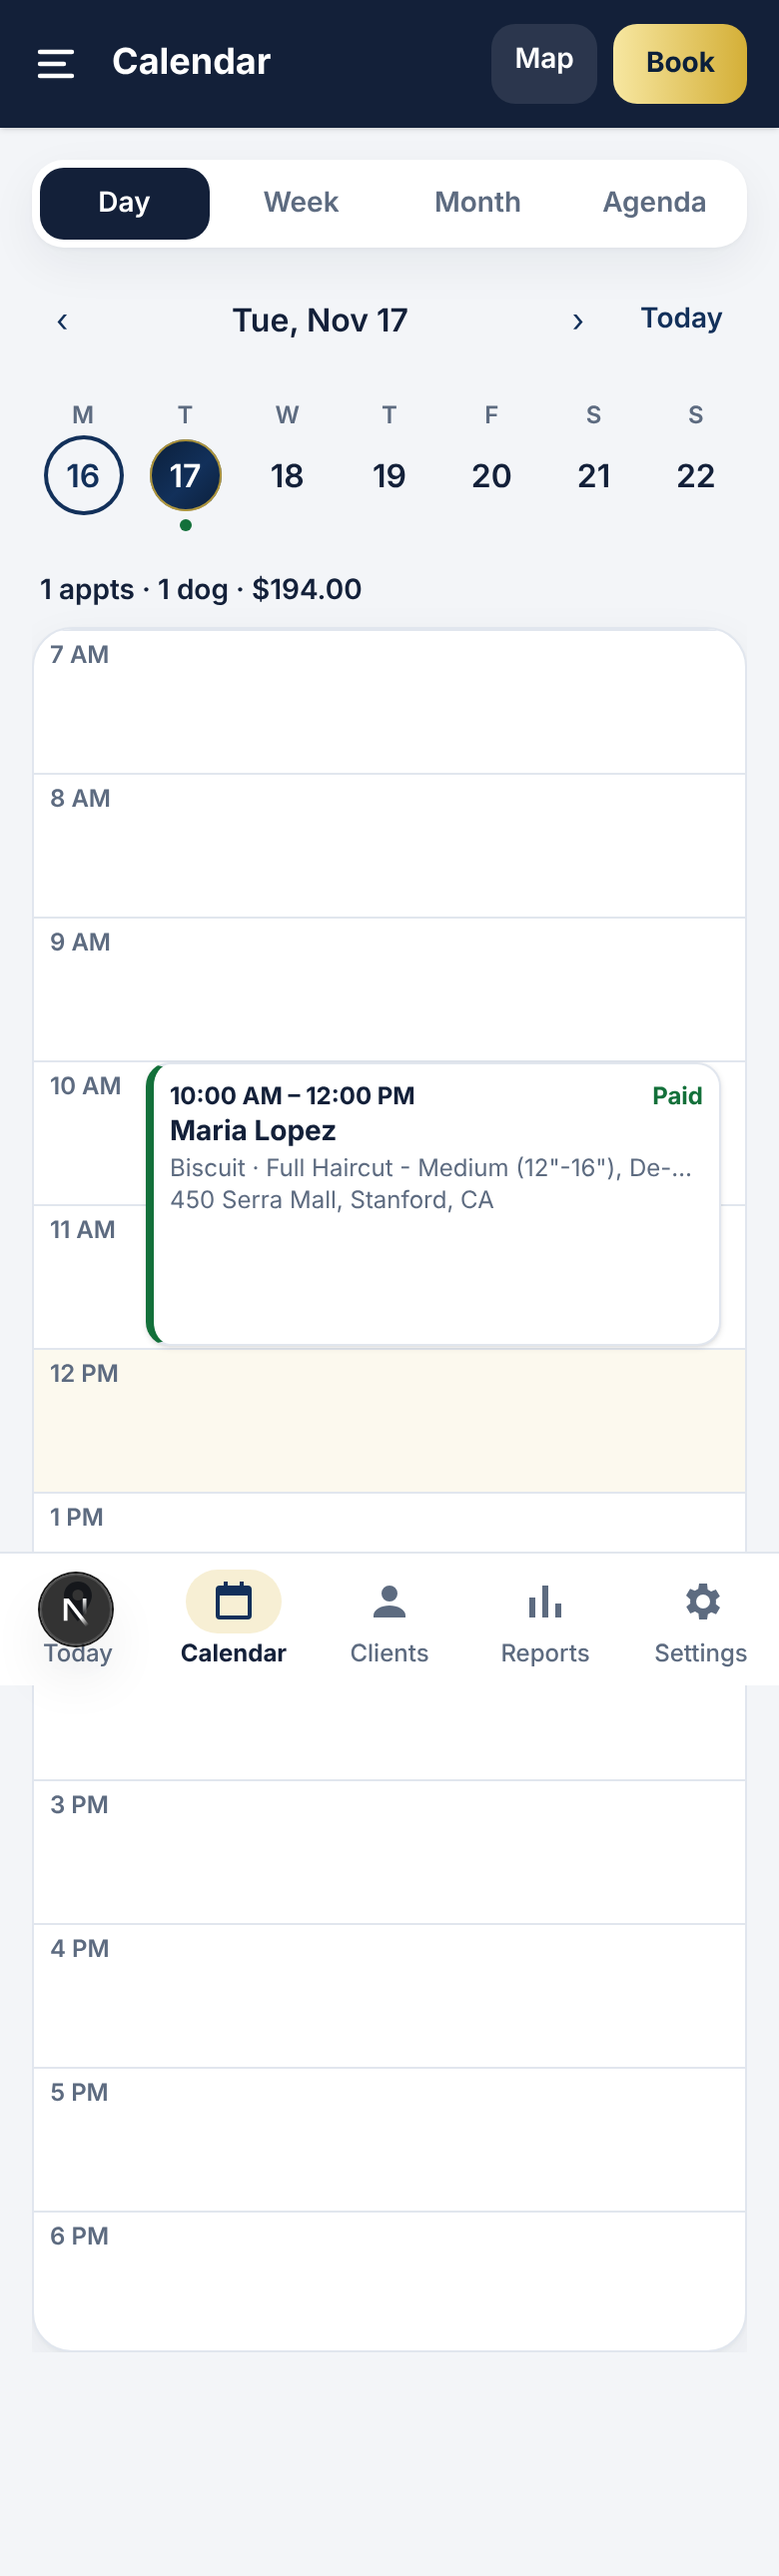 Calendar
Map
Book
Day
Week
Month
Agenda
‹
Tue, Nov 17
›
Today
M
T
W
T
F
S
S
16
17
18
19
20
21
22
1 appts · 1 dog · $194.00
7 AM
8 AM
9 AM
10 AM
10:00 AM – 12:00 PM
Paid
Maria Lopez
Biscuit · Full Haircut - Medium (12"-16"), De-...
450 Serra Mall, Stanford, CA
11 AM
12 PM
1 PM
N
Today
Calendar
Clients
Reports
Settings
3 PM
4 PM
5 PM
6 PM